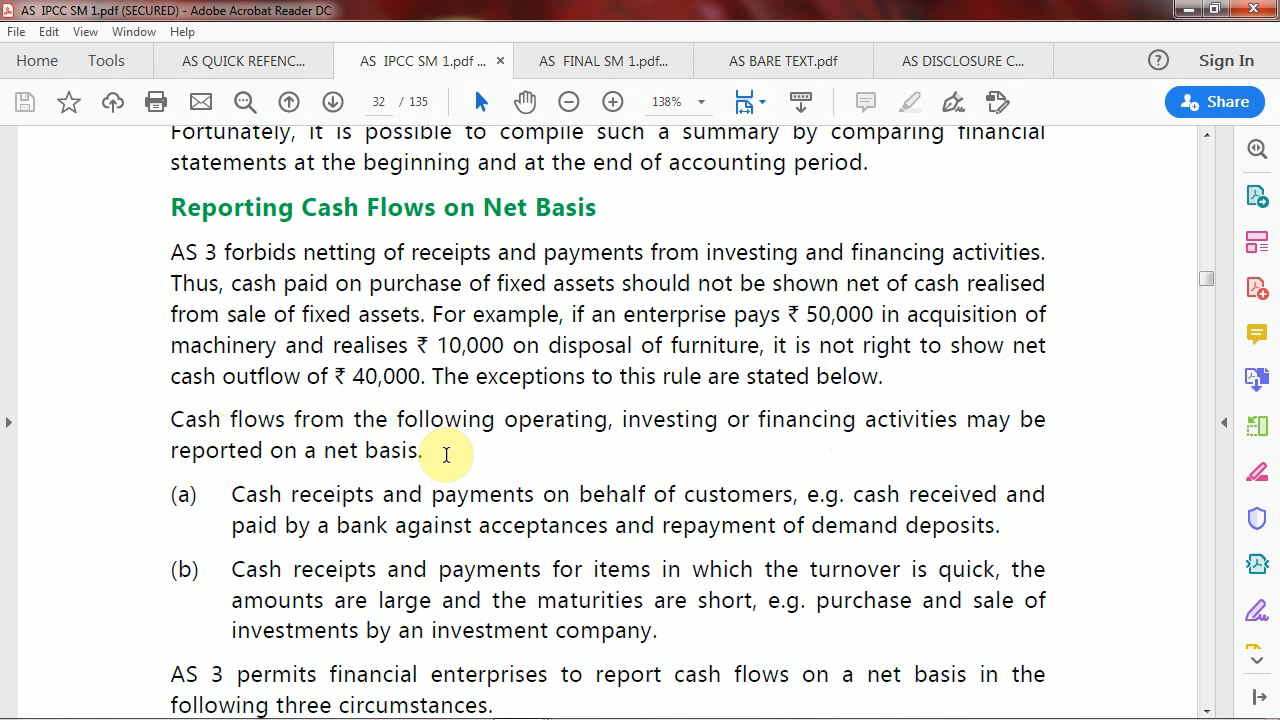 AS IPCC SM 1.pdf (SECURED) - Adobe Acrobat Reader DC
File Edit View Window Help
Home Tools AS QUICK REFENC... AS IPCC SM 1.pdf ... × AS FINAL SM 1.pdf... AS BARE TEXT.pdf AS DISCLOSURE C... Sign In
32 / 135 138% Share
Fortunately, it is possible to compile such a summary by comparing financial
statements at the beginning and at the end of accounting period.
Reporting Cash Flows on Net Basis
AS 3 forbids netting of receipts and payments from investing and financing activities.
Thus, cash paid on purchase of fixed assets should not be shown net of cash realised
from sale of fixed assets. For example, if an enterprise pays ₹ 50,000 in acquisition of
machinery and realises ₹ 10,000 on disposal of furniture, it is not right to show net
cash outflow of ₹ 40,000. The exceptions to this rule are stated below.
Cash flows from the following operating, investing or financing activities may be
reported on a net basis.
(a) Cash receipts and payments on behalf of customers, e.g. cash received and
paid by a bank against acceptances and repayment of demand deposits.
(b) Cash receipts and payments for items in which the turnover is quick, the
amounts are large and the maturities are short, e.g. purchase and sale of
investments by an investment company.
AS 3 permits financial enterprises to report cash flows on a net basis in the
following three circumstances.